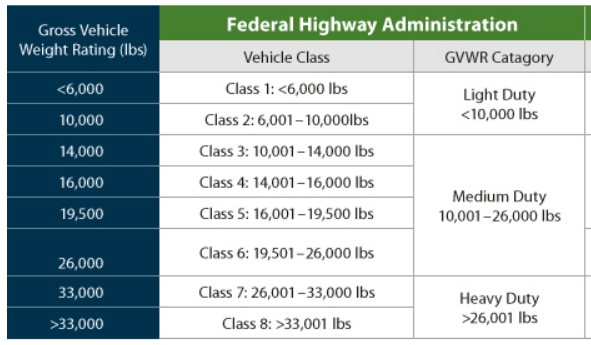 Gross Vehicle
Weight Rating (lbs)
Federal Highway Administration
Vehicle Class
GVWR Catagory
<6,000
Class 1: <6,000 lbs
Light Duty
<10,000 lbs
10,000
Class 2: 6,001–10,000lbs
14,000
Class 3: 10,001–14,000 lbs
Medium Duty
10,001–26,000 lbs
16,000
Class 4: 14,001–16,000 lbs
19,500
Class 5: 16,001–19,500 lbs
26,000
Class 6: 19,501–26,000 lbs
33,000
Class 7: 26,001–33,000 lbs
Heavy Duty
>26,001 lbs
>33,000
Class 8: >33,001 lbs